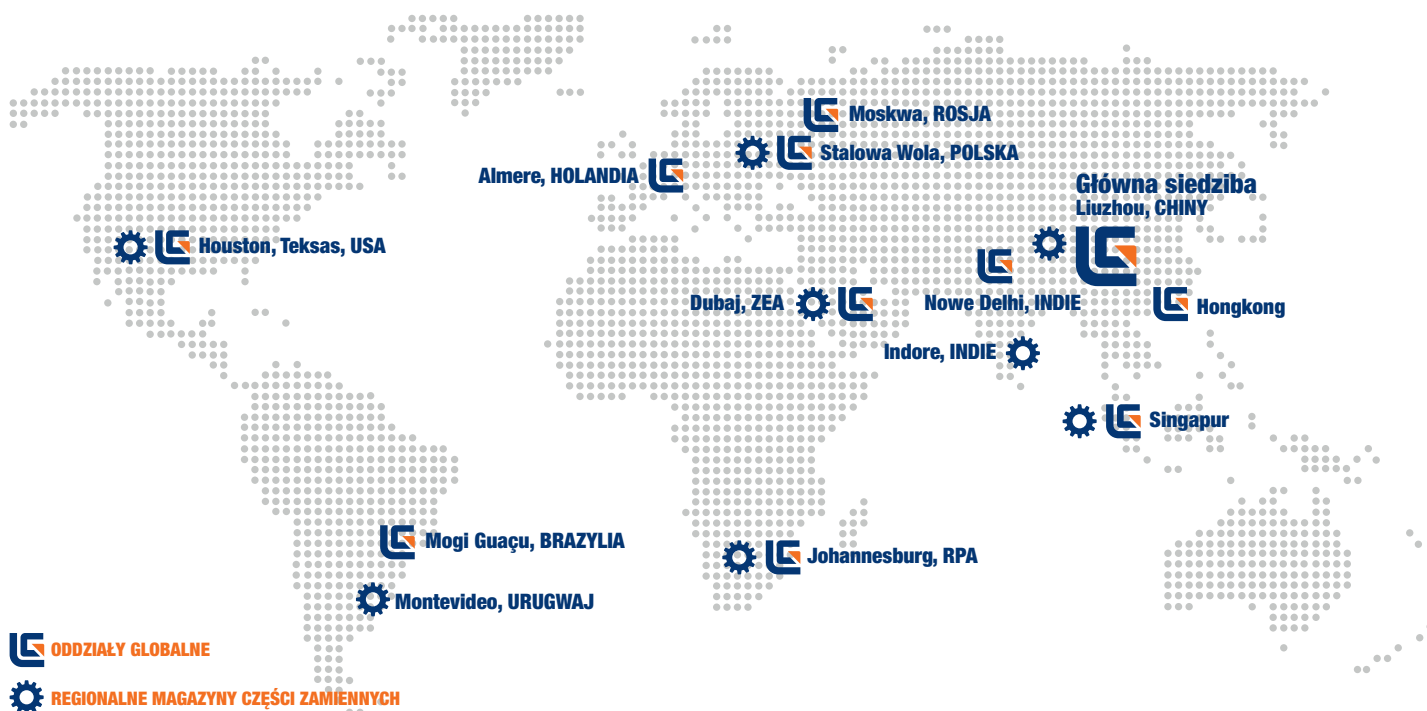 Moskwa, ROSJA
Stalowa Wola, POLSKA
Almere, HOLANDIA
Główna siedziba
Liuzhou, CHINY
Houston, Teksas, USA
Dubaj, ZEA
Nowe Delhi, INDIE
Hongkong
Indore, INDIE
Singapur
Mogi Guaçu, BRAZYLIA
Johannesburg, RPA
Montevideo, URUGWAJ
ODDZIAŁY GLOBALNE
REGIONALNE MAGAZYNY CZĘŚCI ZAMIENNYCH